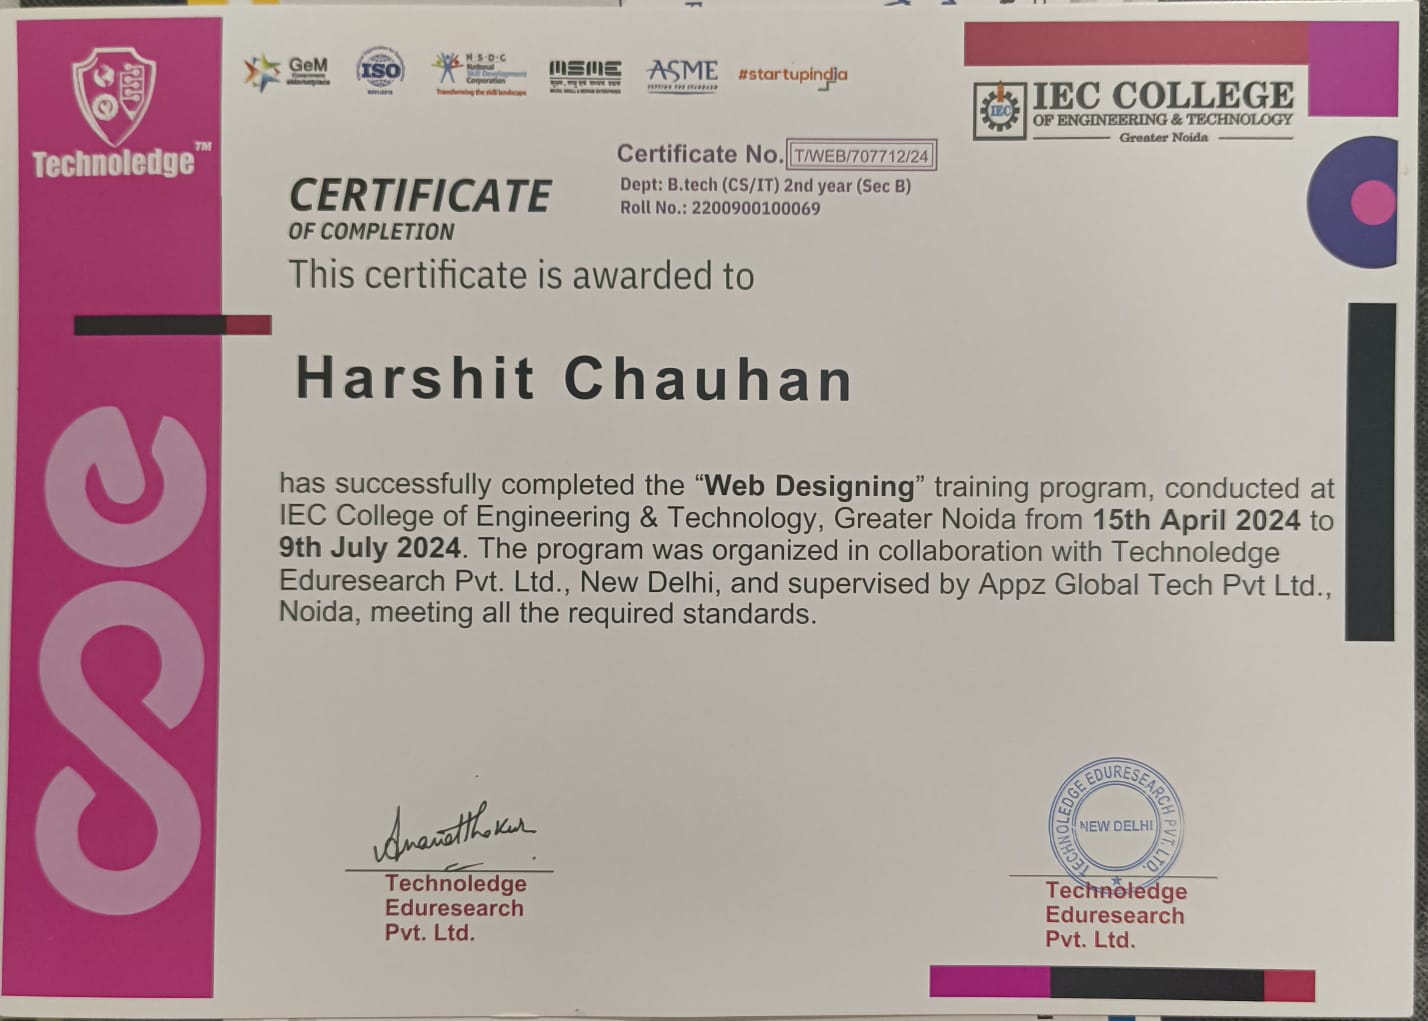 Technoledge™
GeM
ISO
N·S·D·C
National
Skill Development
Corporation
Transforming the skill landscape
MSME
ASME
SETTING THE STANDARD
#startupindia
IEC
IEC COLLEGE
OF ENGINEERING & TECHNOLOGY
Greater Noida
Certificate No. T/WEB/707712/24
Dept: B.tech (CS/IT) 2nd year (Sec B)
Roll No.: 2200900100069
CERTIFICATE
OF COMPLETION
This certificate is awarded to
Harshit Chauhan
has successfully completed the “Web Designing” training program, conducted at
IEC College of Engineering & Technology, Greater Noida from 15th April 2024 to
9th July 2024. The program was organized in collaboration with Technoledge
Eduresearch Pvt. Ltd., New Delhi, and supervised by Appz Global Tech Pvt Ltd.,
Noida, meeting all the required standards.
Technoledge
Eduresearch
Pvt. Ltd.
TECHNOLEDGE EDURESEARCH PVT. LTD.
NEW DELHI
Technoledge
Eduresearch
Pvt. Ltd.